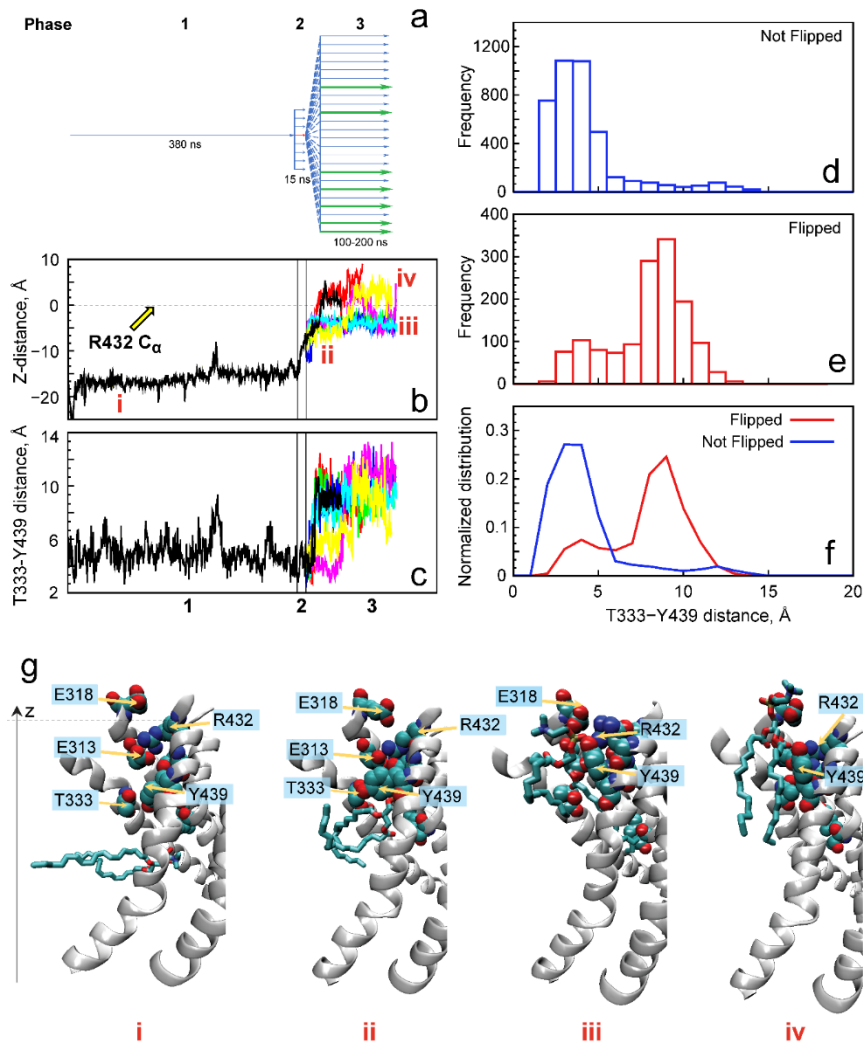 Phase 1 2 3 a
380 ns
15 ns
100-200 ns
10
0
−10
−20
Z-distance, Å
R432 Cα
i
ii
iii
iv
b
14
10
6
2
T333-Y439 distance, Å
c
1 2 3
1200
800
400
0
Frequency
Not Flipped
d
400
300
200
100
0
Frequency
Flipped
e
0.3
0.2
0.1
0
Normalized distribution
Flipped
Not Flipped
f
0 5 10 15 20
T333−Y439 distance, Å
g
z
E318
R432
E313
T333
Y439
i
E318
R432
E313
T333
Y439
ii
E318
R432
Y439
iii
R432
Y439
iv